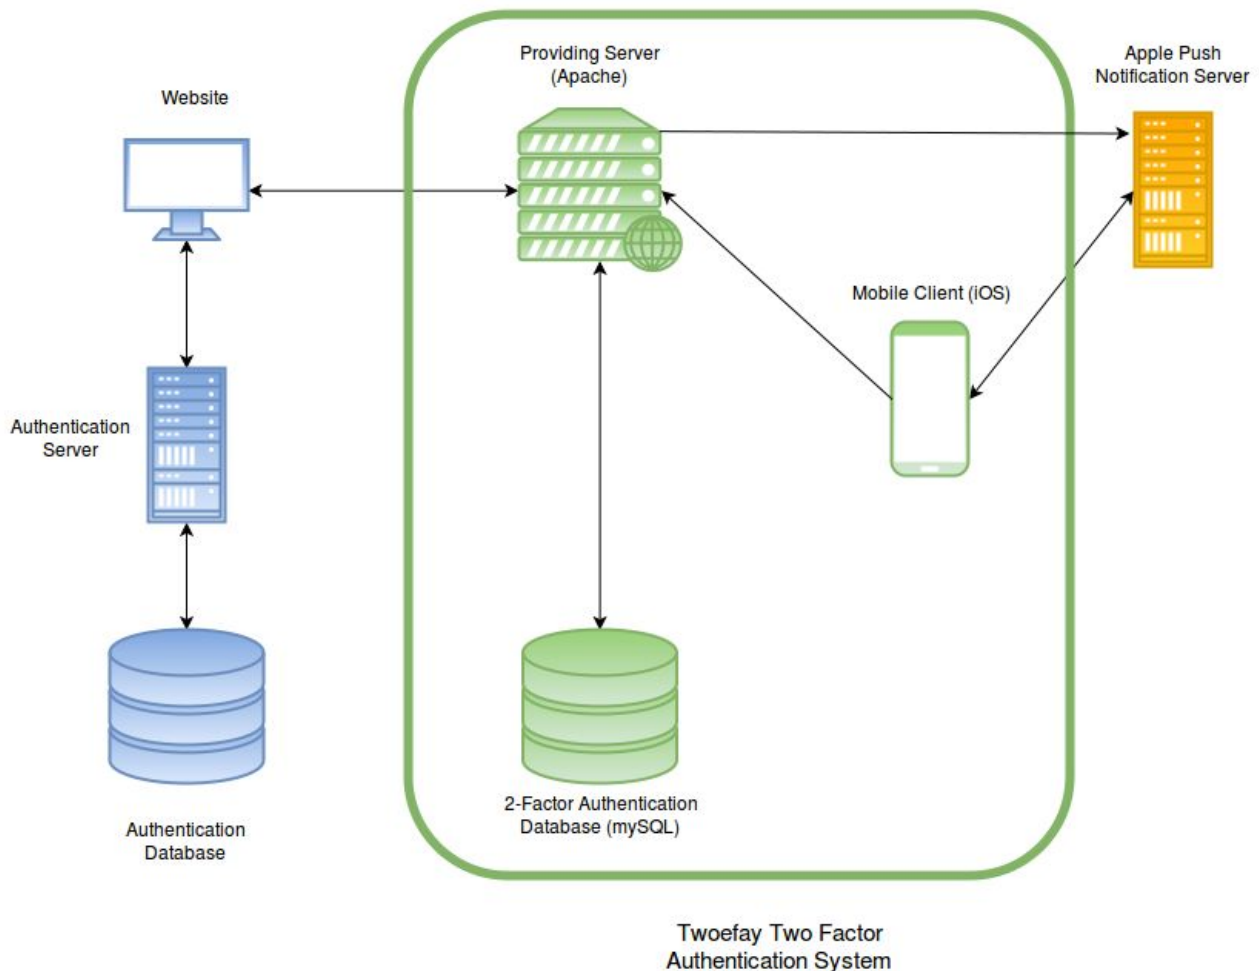 Providing Server
(Apache)
Apple Push
Notification Server
Website
Mobile Client (iOS)
Authentication
Server
2-Factor Authentication
Database (mySQL)
Authentication
Database
Twoefay Two Factor
Authentication System